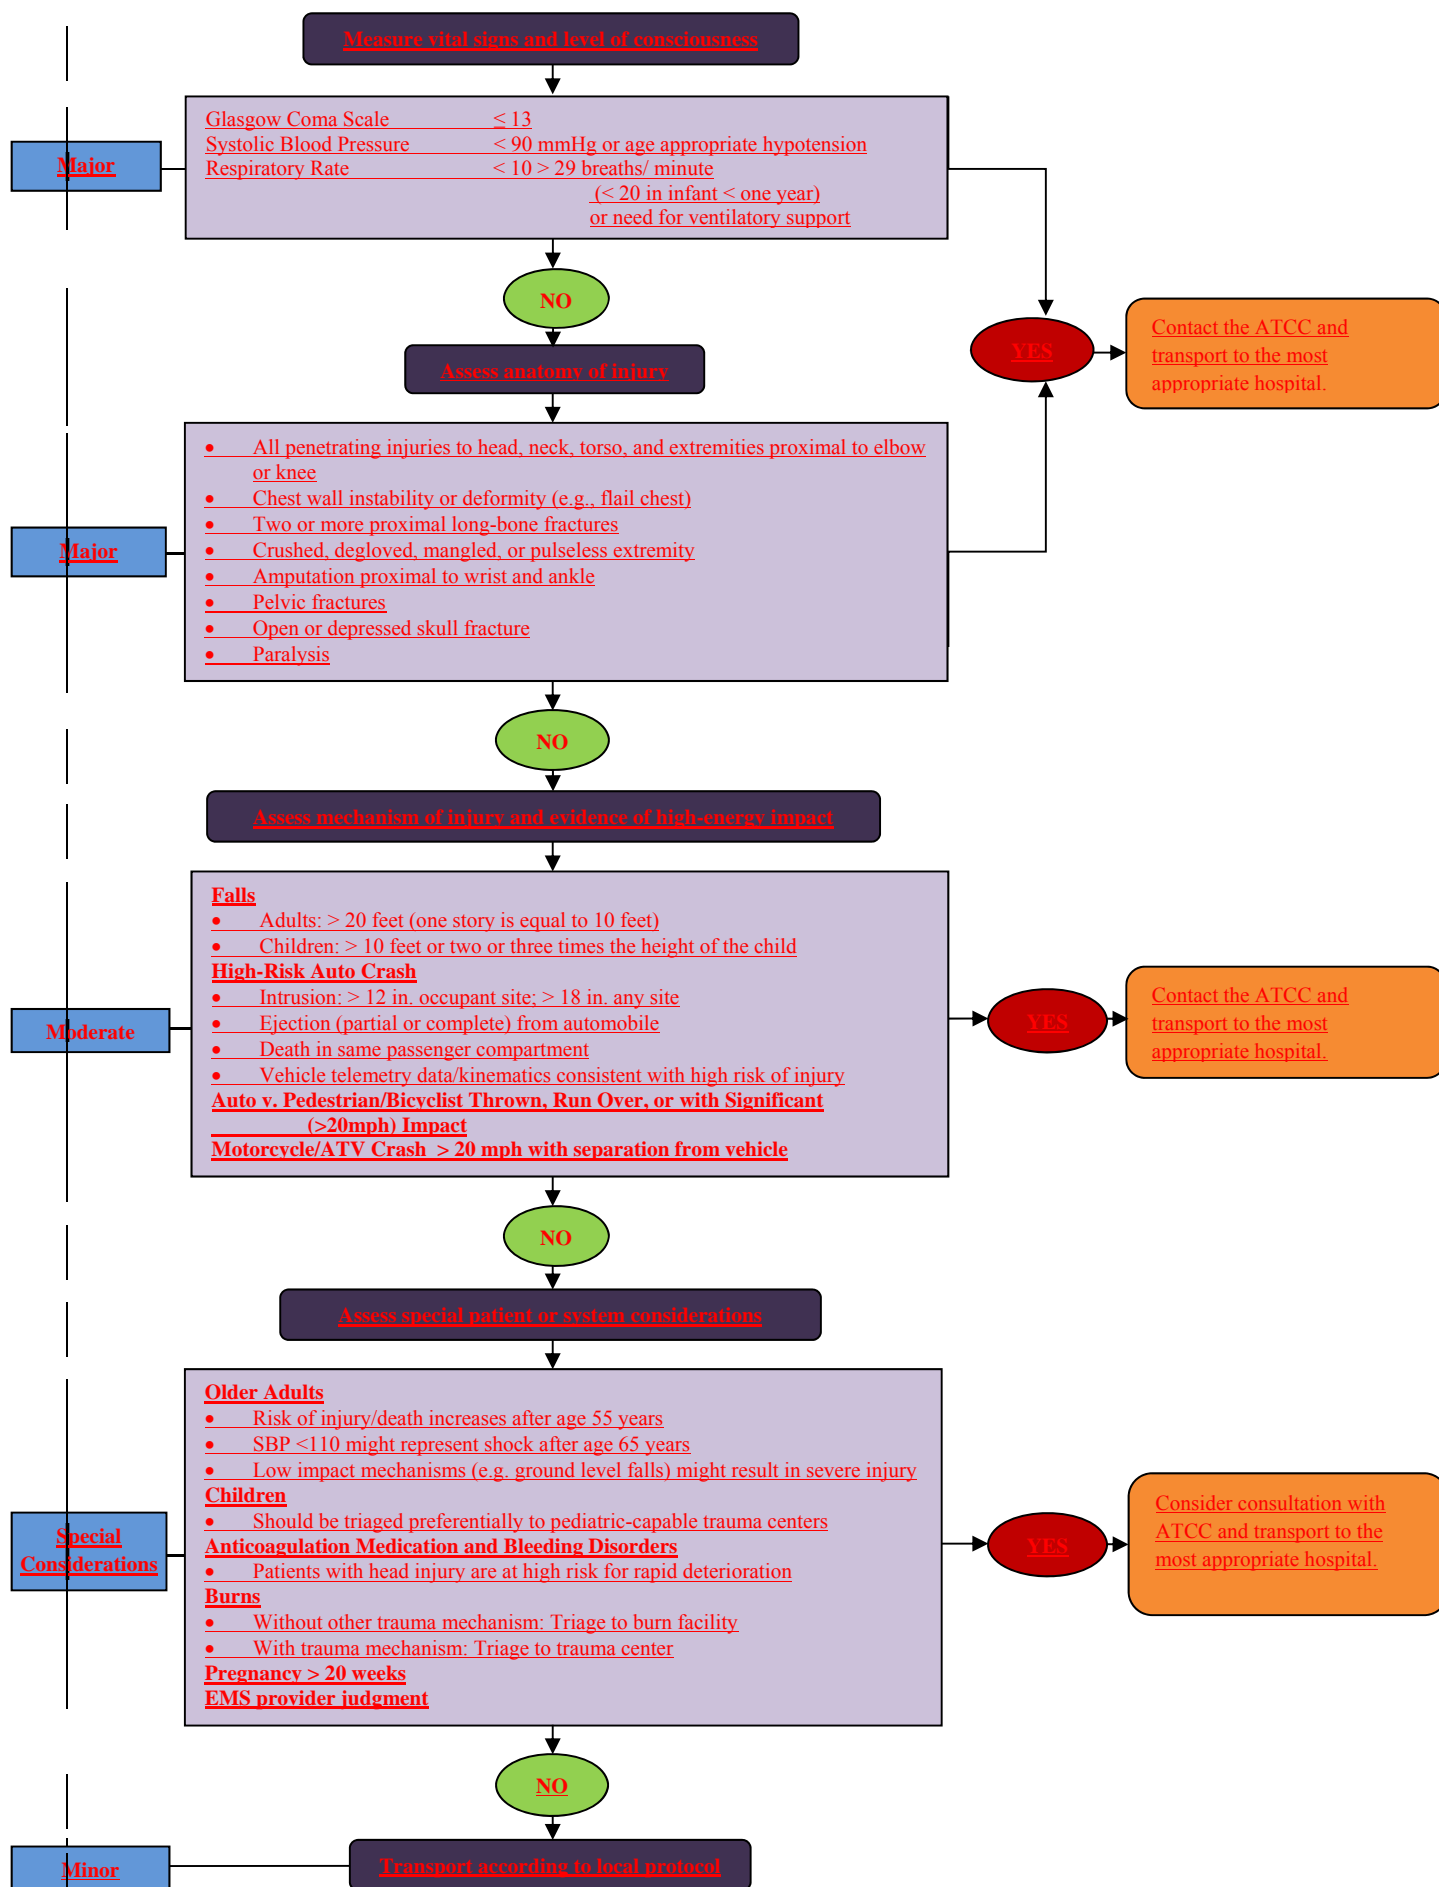 Measure vital signs and level of consciousness
Glasgow Coma Scale ≤ 13
Systolic Blood Pressure < 90 mmHg or age appropriate hypotension
Major
Respiratory Rate < 10 > 29 breaths/ minute
(< 20 in infant < one year)
or need for ventilatory support
NO
YES
Contact the ATCC and
transport to the most
appropriate hospital.
Assess anatomy of injury
• All penetrating injuries to head, neck, torso, and extremities proximal to elbow
or knee
• Chest wall instability or deformity (e.g., flail chest)
• Two or more proximal long-bone fractures
Major
• Crushed, degloved, mangled, or pulseless extremity
• Amputation proximal to wrist and ankle
• Pelvic fractures
• Open or depressed skull fracture
• Paralysis
NO
Assess mechanism of injury and evidence of high-energy impact
Falls
• Adults: > 20 feet (one story is equal to 10 feet)
• Children: > 10 feet or two or three times the height of the child
High-Risk Auto Crash
• Intrusion: > 12 in. occupant site; > 18 in. any site
• Ejection (partial or complete) from automobile
• Death in same passenger compartment
• Vehicle telemetry data/kinematics consistent with high risk of injury
Auto v. Pedestrian/Bicyclist Thrown, Run Over, or with Significant
(>20mph) Impact
Motorcycle/ATV Crash > 20 mph with separation from vehicle
Moderate
YES
Contact the ATCC and
transport to the most
appropriate hospital.
NO
Assess special patient or system considerations
Older Adults
• Risk of injury/death increases after age 55 years
• SBP <110 might represent shock after age 65 years
• Low impact mechanisms (e.g. ground level falls) might result in severe injury
Children
• Should be triaged preferentially to pediatric-capable trauma centers
Anticoagulation Medication and Bleeding Disorders
• Patients with head injury are at high risk for rapid deterioration
Burns
• Without other trauma mechanism: Triage to burn facility
• With trauma mechanism: Triage to trauma center
Pregnancy > 20 weeks
EMS provider judgment
Special
Considerations
YES
Consider consultation with
ATCC and transport to the
most appropriate hospital.
NO
Minor
Transport according to local protocol